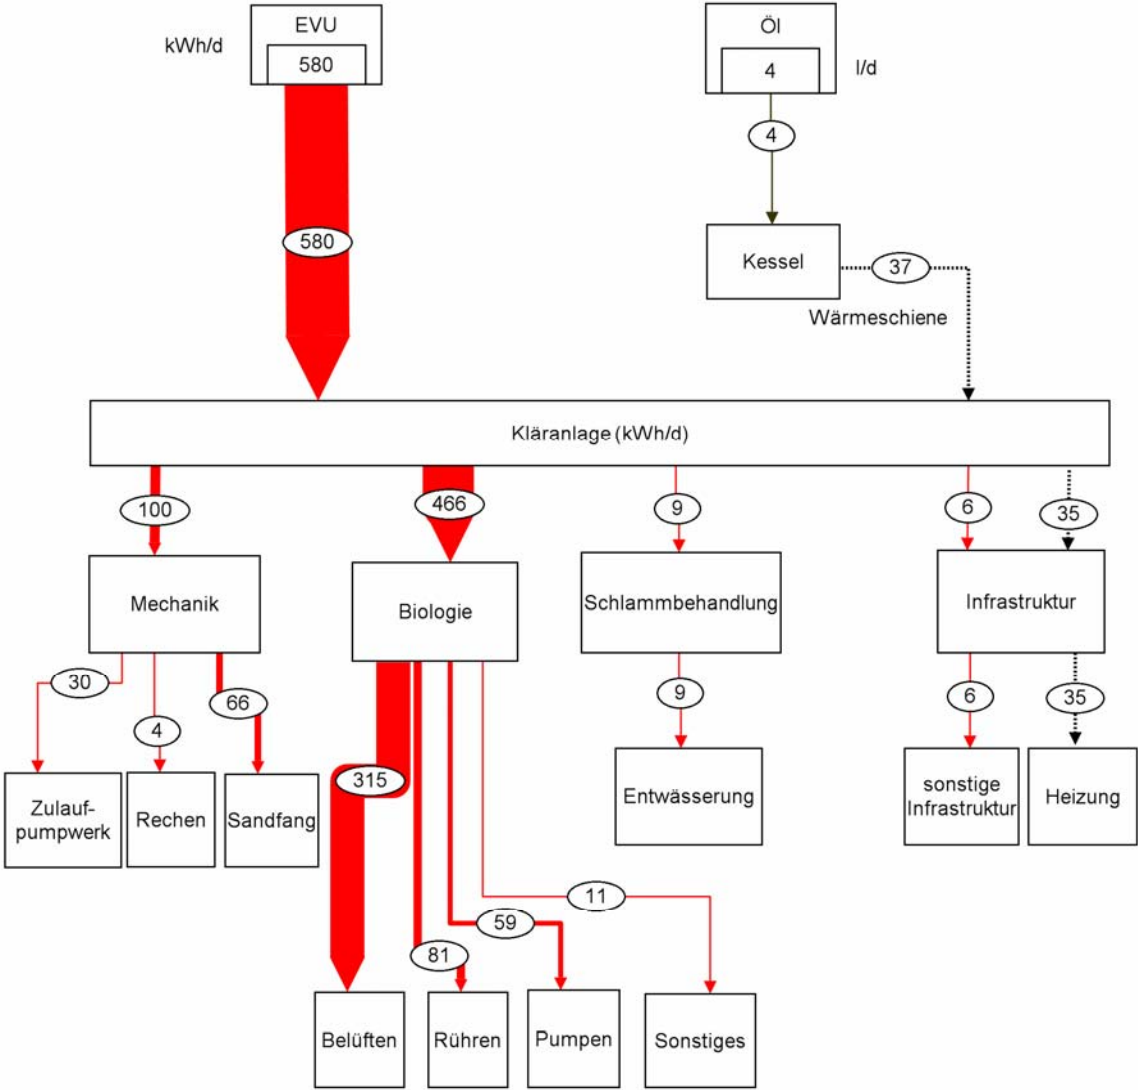 EVU
kWh/d
580
Öl
4
l/d
4
580
Kessel
37
Wärmeschiene
Kläranlage (kWh/d)
100
466
9
6
35
Mechanik
Biologie
Schlammbehandlung
Infrastruktur
30
4
66
9
6
35
315
Zulauf-
pumpwerk
Rechen
Sandfang
Entwässerung
sonstige
Infrastruktur
Heizung
11
59
81
Belüften
Rühren
Pumpen
Sonstiges